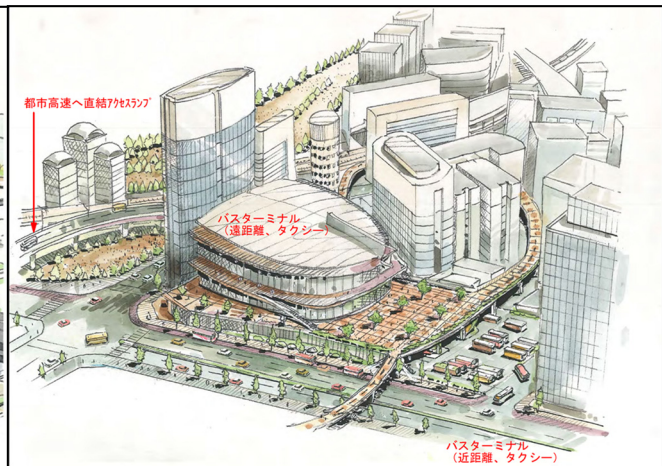 都市高速へ直結ｱｸｾｽﾗﾝﾌﾟ
バスターミナル
（遠距離、タクシー）
バスターミナル
（近距離、タクシー）